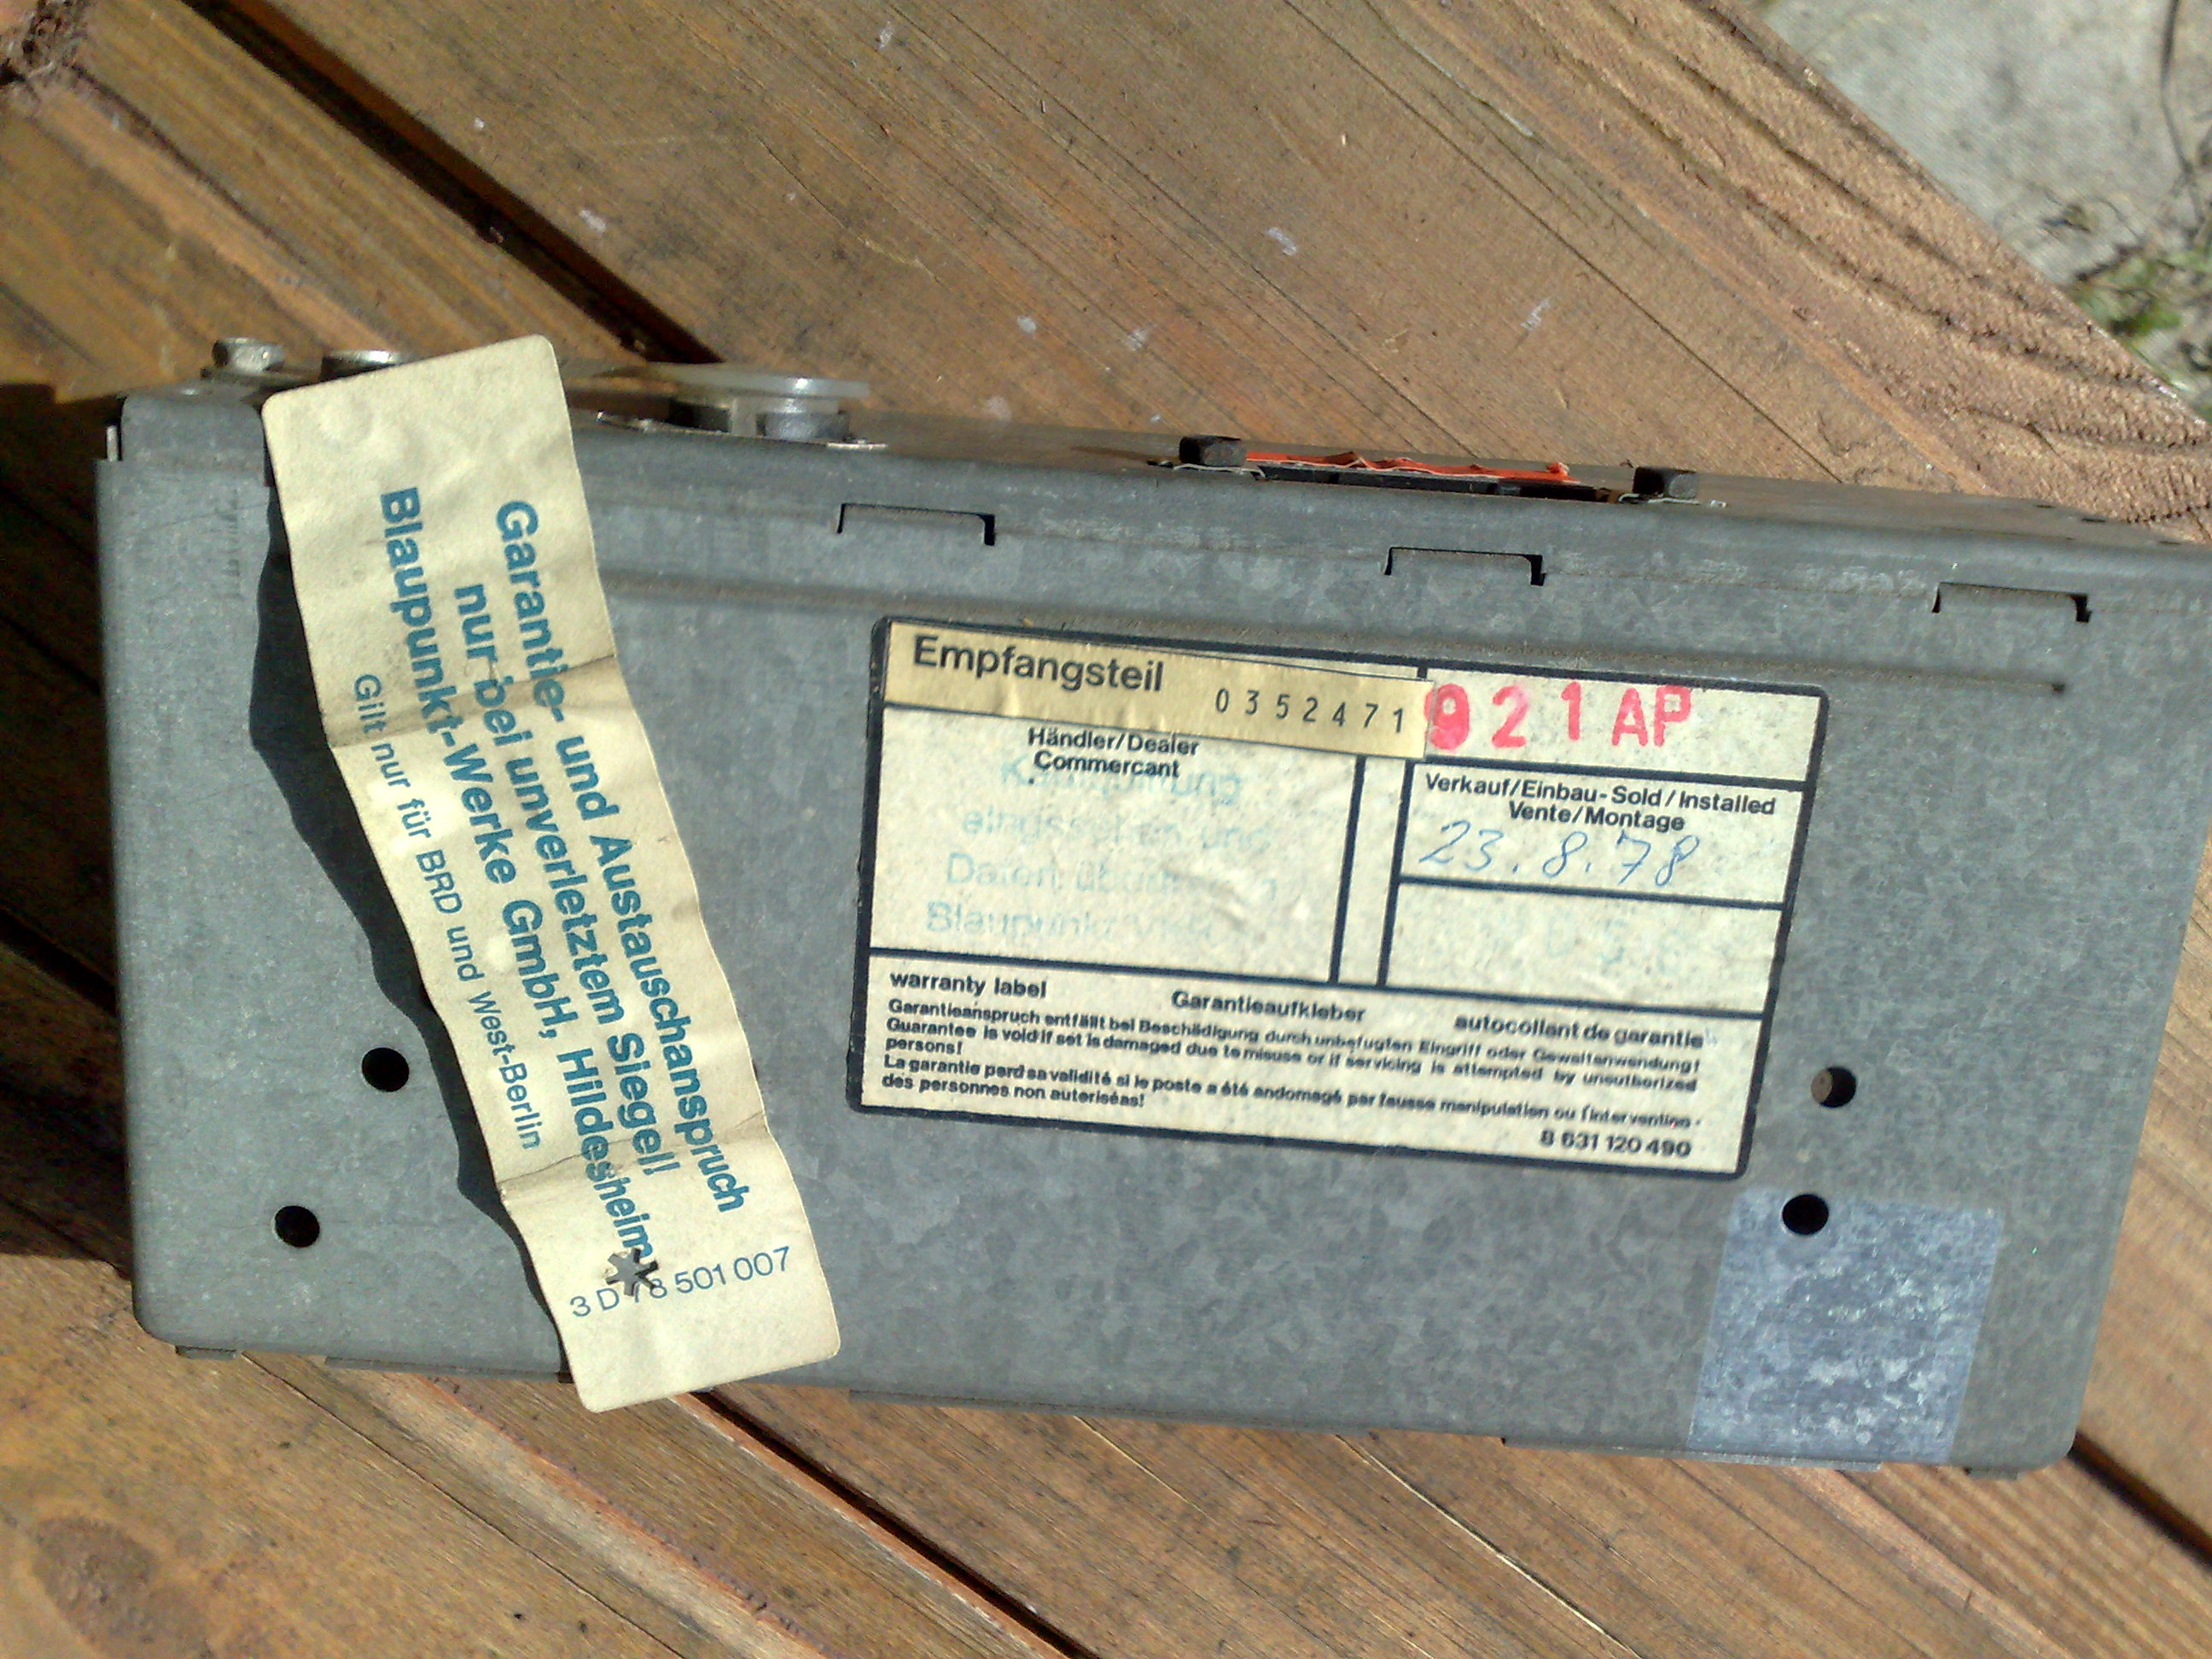 Garantie- und Austauschanspruch
nur bei unverletztem Siegel!
Blaupunkt-Werke GmbH, Hildesheim
Gilt nur für BRD und West-Berlin
3 D 78 501 007
Empfangsteil 0352471
921 AP
Händler/Dealer
Commercant
Daten
Blaupunkt
Verkauf/Einbau-Sold/Installed
Vente/Montage
23.8.78
warranty label Garantieaufkleber autocollant de garantie
Garantieanspruch entfällt bei Beschädigung durch unbefugten Eingriff oder Gewaltanwendung!
Guarantee is void if set is damaged due to misuse or if servicing is attempted by unauthorized
persons!
La garantie perd sa validité si le poste a été andomagé par fausse manipulation ou l'intervention -
des personnes non autoriséas!
8 631 120 490